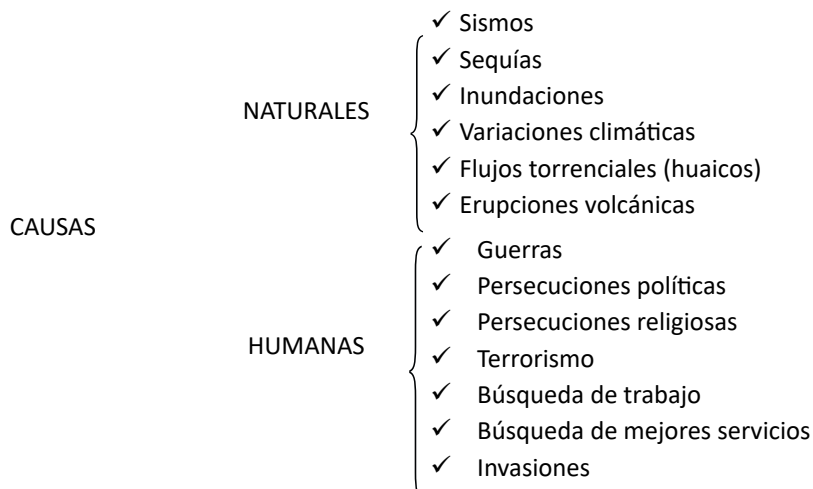 CAUSAS
NATURALES
✓ Sismos
✓ Sequías
✓ Inundaciones
✓ Variaciones climáticas
✓ Flujos torrenciales (huaicos)
✓ Erupciones volcánicas
HUMANAS
✓ Guerras
✓ Persecuciones políticas
✓ Persecuciones religiosas
✓ Terrorismo
✓ Búsqueda de trabajo
✓ Búsqueda de mejores servicios
✓ Invasiones